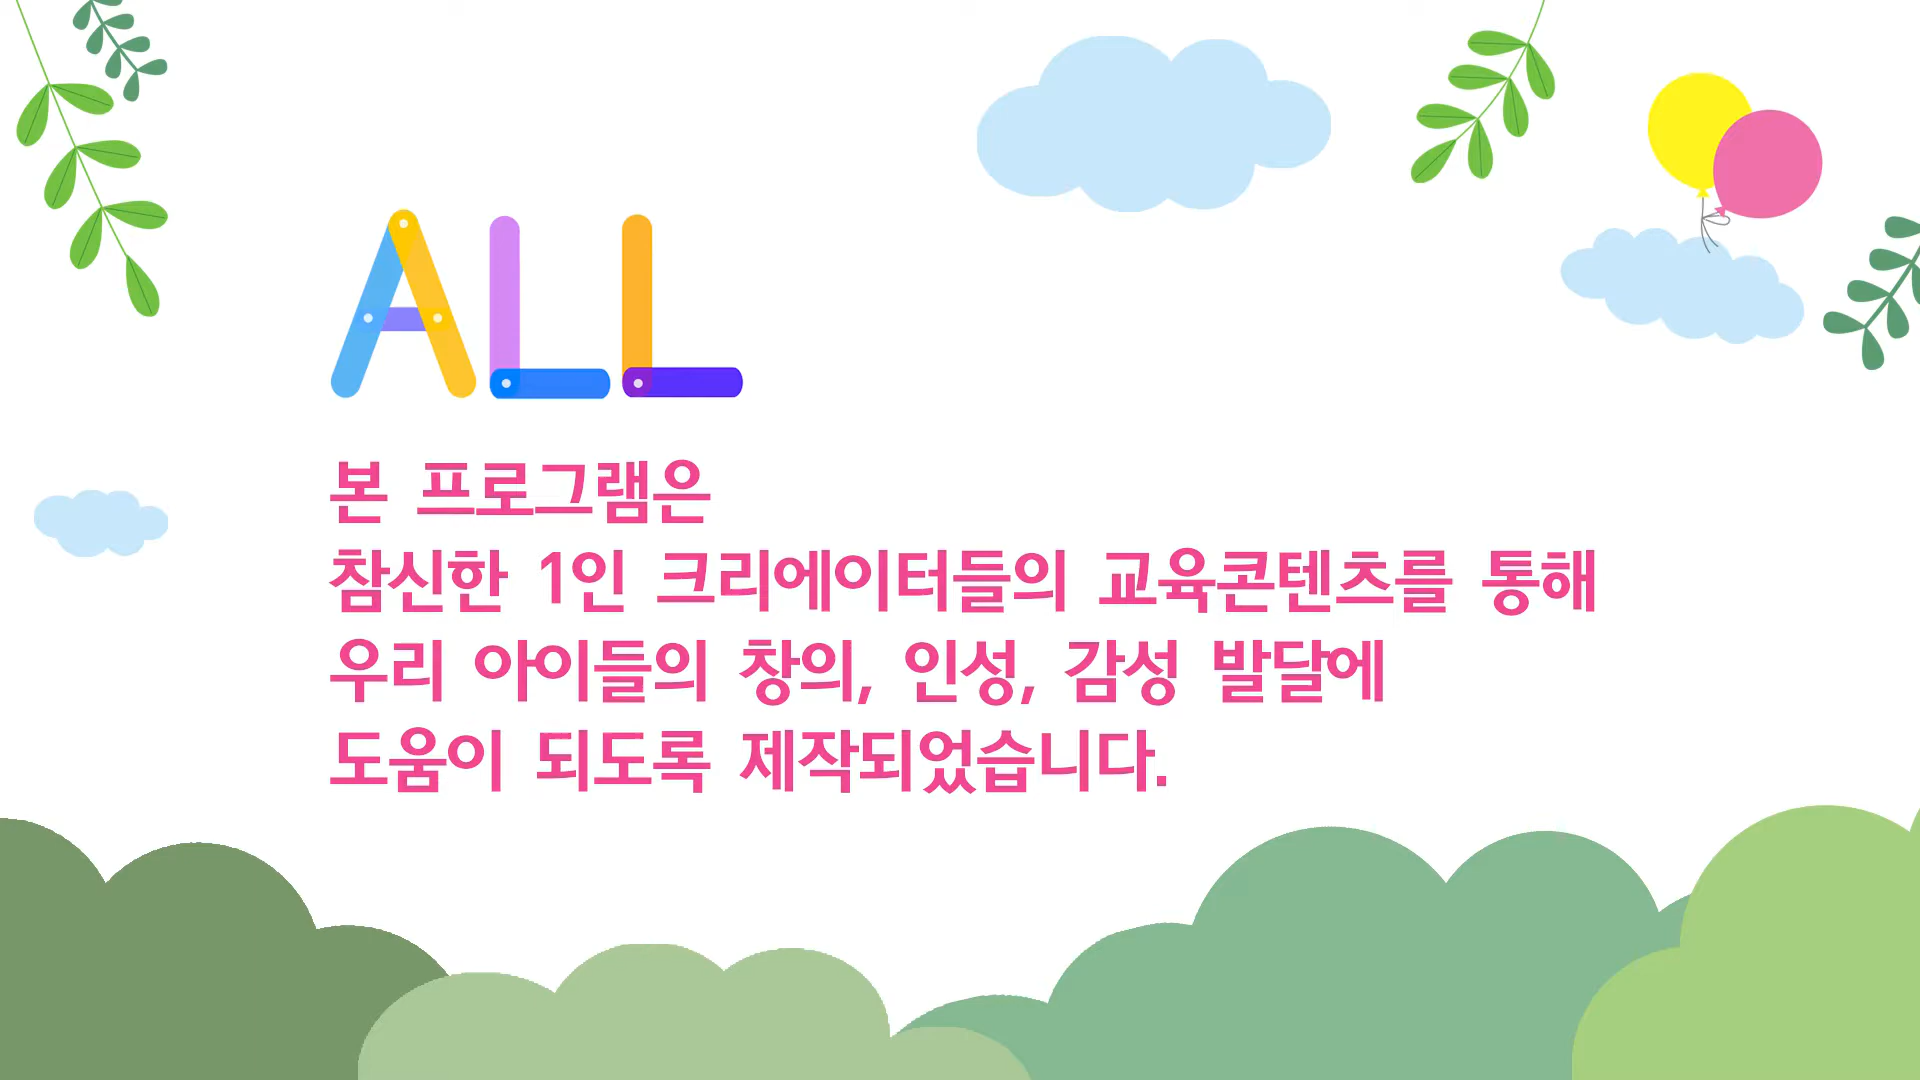 ALL
본 프로그램은
참신한 1인 크리에이터들의 교육콘텐츠를 통해
우리 아이들의 창의, 인성, 감성 발달에
도움이 되도록 제작되었습니다.